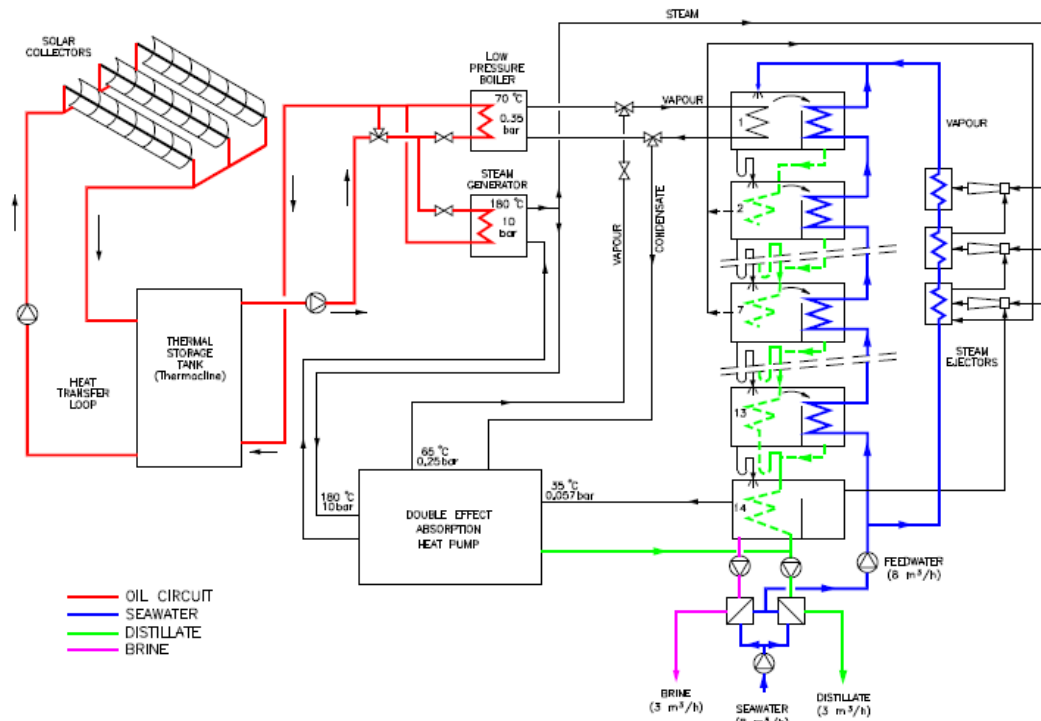 STEAM
SOLAR
COLLECTORS
LOW
PRESSURE
BOILER
70 °C
0.35
bar
VAPOUR
1
VAPOUR
STEAM
GENERATOR
180 °C
10
bar
2
VAPOUR
CONDENSATE
7
THERMAL
STORAGE
TANK
(Thermocline)
HEAT
TRANSFER
LOOP
STEAM
EJECTORS
13
65 °C
0,25bar
180 °C
10bar
35 °C
0.057bar
14
DOUBLE EFFECT
ABSORPTION
HEAT PUMP
FEEDWATER
(8 m³/h)
OIL CIRCUIT
SEAWATER
DISTILLATE
BRINE
BRINE
(3 m³/h)
SEAWATER
DISTILLATE
(3 m³/h)